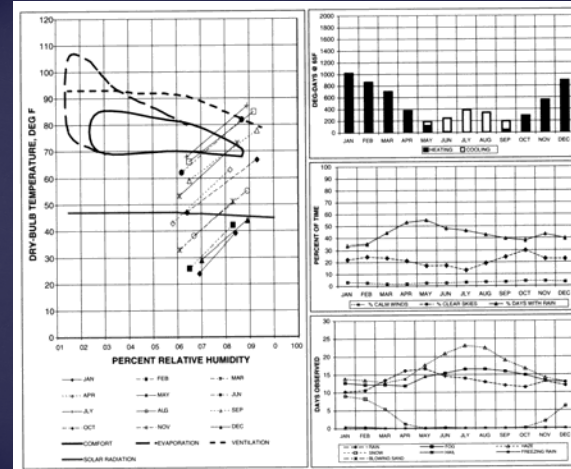 DRY-BULB TEMPERATURE, DEG F
120
110
100
90
80
70
60
50
40
30
20
10
0
01 02 03 04 05 06 07 08 09 0 100
PERCENT RELATIVE HUMIDITY
JAN FEB MAR
APR MAY JUN
JLY AUG SEP
OCT NOV DEC
COMFORT EVAPORATION VENTILATION
SOLAR RADIATION
DEG-DAYS @ 65F
2000
1800
1600
1400
1200
1000
800
600
400
200
0
JAN FEB MAR APR MAY JUN JLY AUG SEP OCT NOV DEC
HEATING COOLING
PERCENT OF TIME
100
90
80
70
60
50
40
30
20
10
0
JAN FEB MAR APR MAY JUN JLY AUG SEP OCT NOV DEC
% CALM WINDS % CLEAR SKIES % DAYS WITH RAIN
DAYS OBSERVED
30
25
20
15
10
5
0
JAN FEB MAR APR MAY JUN JLY AUG SEP OCT NOV DEC
RAIN FOG HAZE
SNOW HAIL FREEZING RAIN
BLOWING SAND